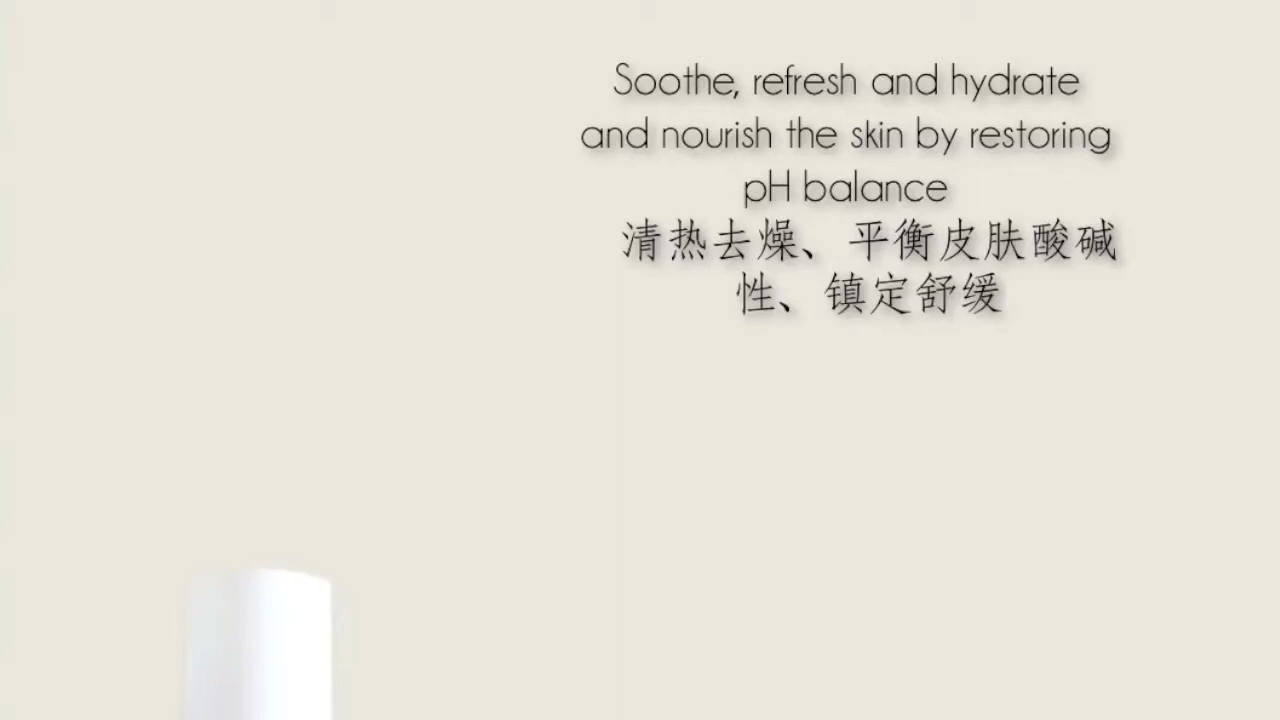 Soothe, refresh and hydrate
and nourish the skin by restoring
pH balance
清热去燥、平衡皮肤酸碱
性、镇定舒缓